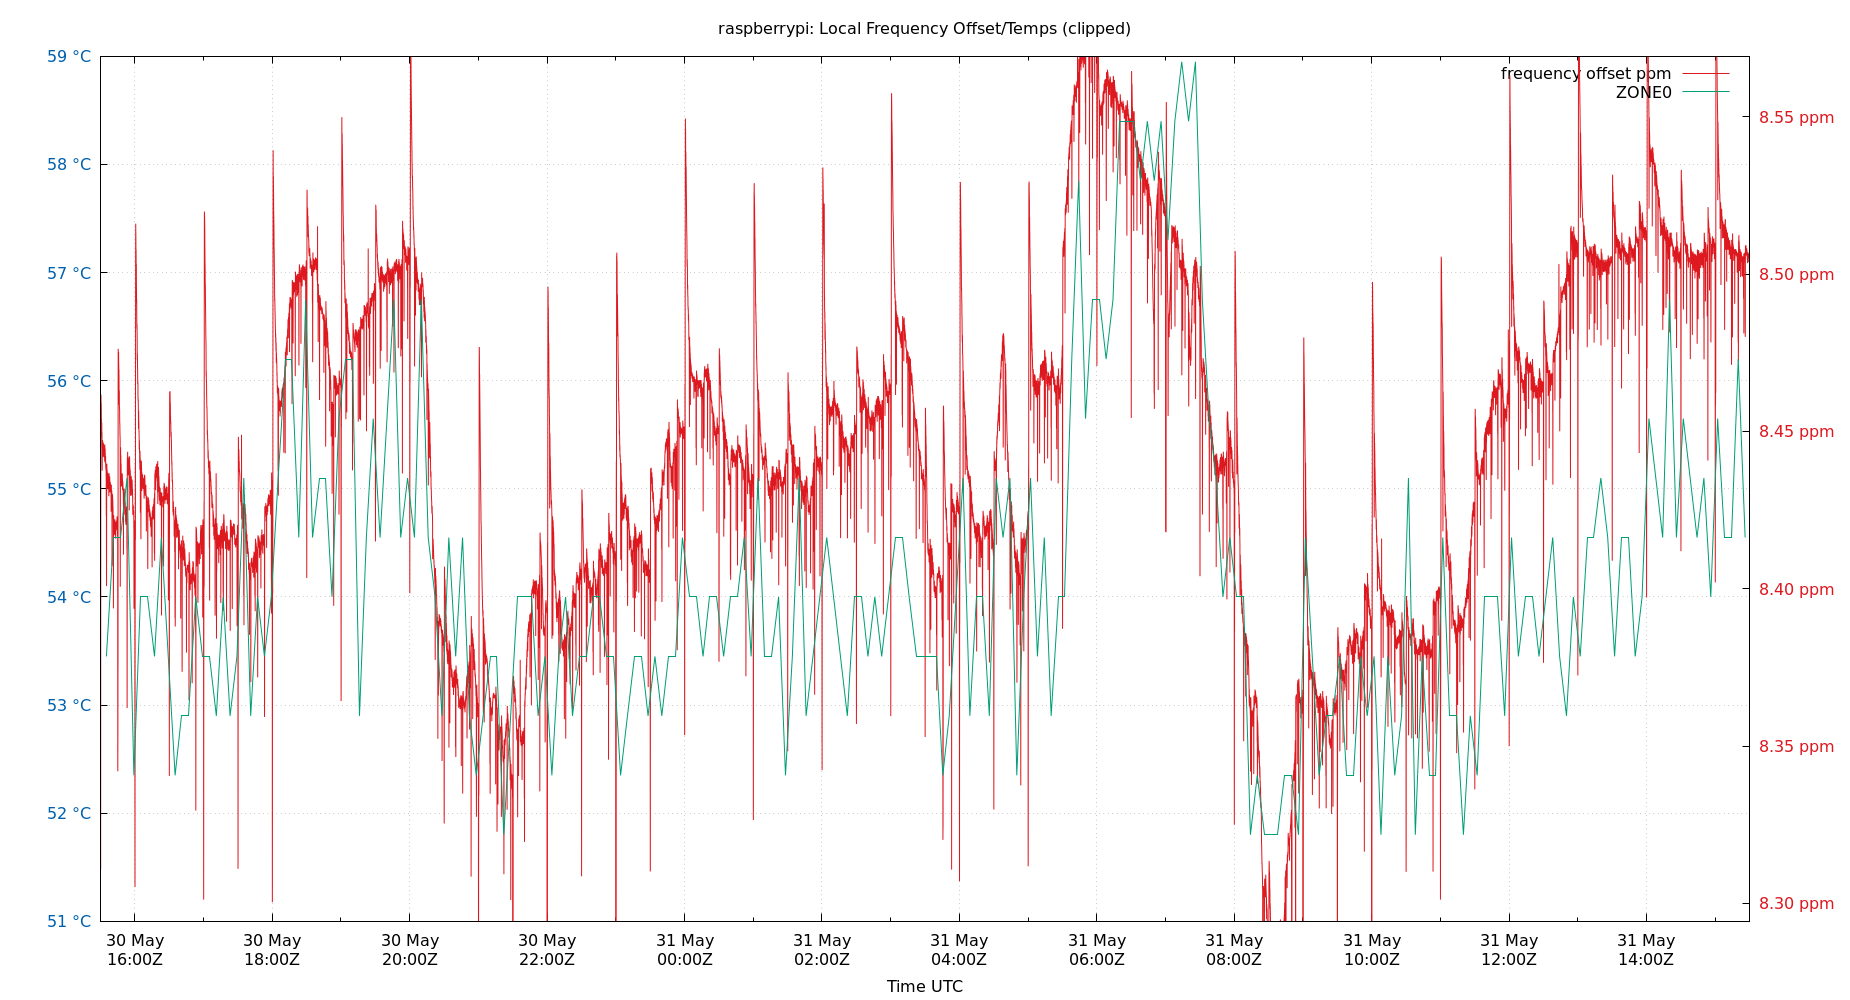 raspberrypi: Local Frequency Offset/Temps (clipped)
59 °C
58 °C
57 °C
56 °C
55 °C
54 °C
53 °C
52 °C
51 °C
frequency offset ppm
ZONE0
8.55 ppm
8.50 ppm
8.45 ppm
8.40 ppm
8.35 ppm
8.30 ppm
30 May 30 May 30 May 30 May 31 May 31 May 31 May 31 May 31 May 31 May 31 May 31 May
16:00Z 18:00Z 20:00Z 22:00Z 00:00Z 02:00Z 04:00Z 06:00Z 08:00Z 10:00Z 12:00Z 14:00Z
Time UTC